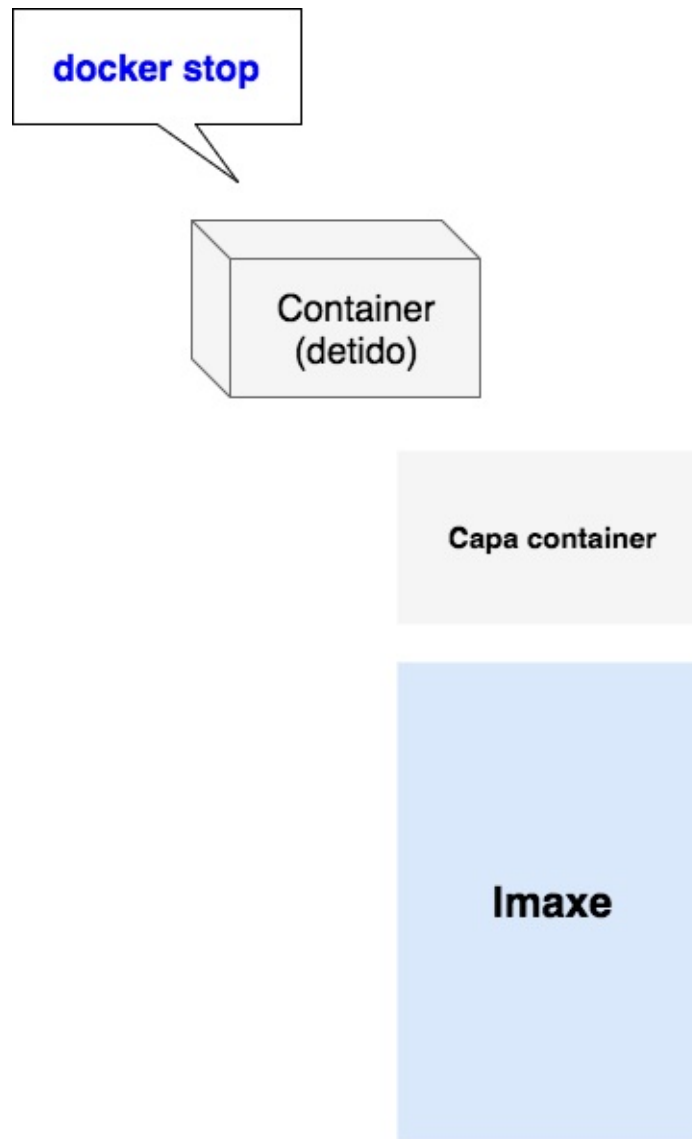 docker stop
Container
(detido)
Capa container
Imaxe